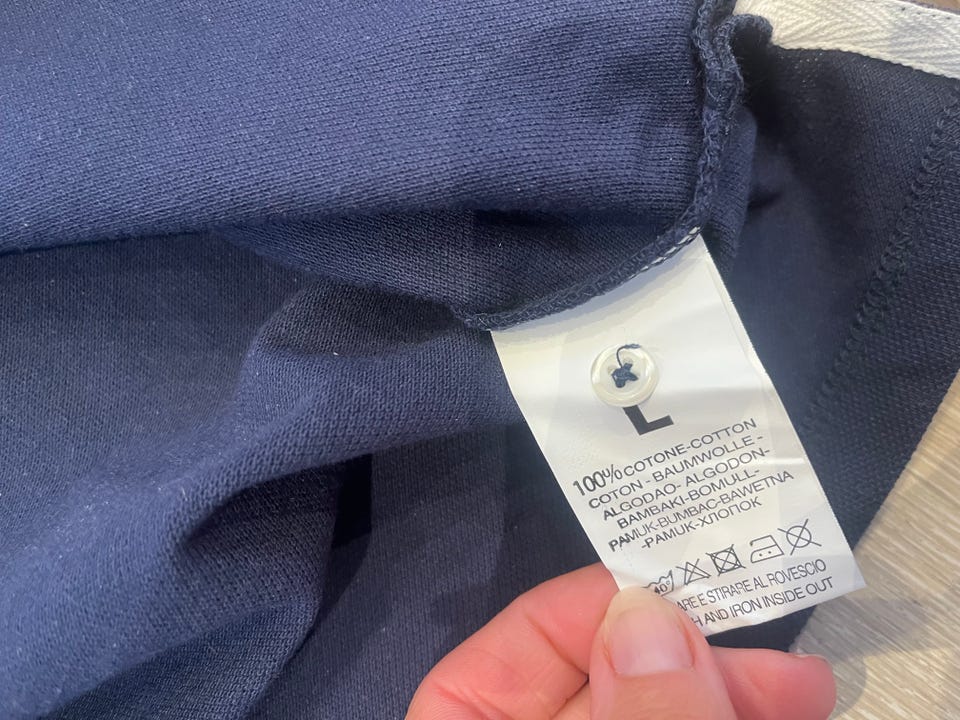 L
100% COTONE-COTTON
COTON - BAUMWOLLE -
ALGODAO- ALGODON-
BAMBAKI-BOMULL-
PAMUK-BUMBAC-BAWETNA
-PAMUK-ХЛОПОК
40°
E STIRARE AL ROVESCIO
AND IRON INSIDE OUT